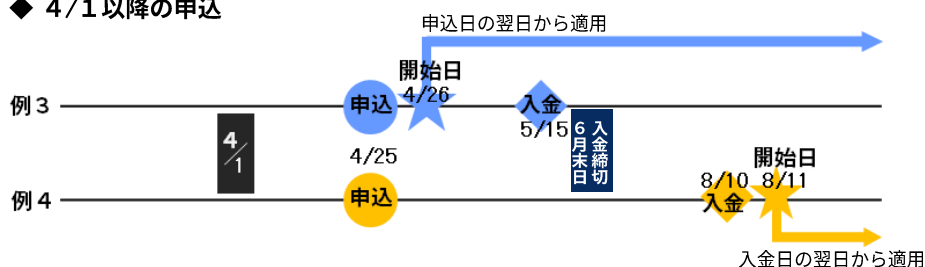 ◆ 4/1以降の申込
申込日の翌日から適用
開始日
例3
申込
4/26
入金
5/15
4/1
4/25
入金締切
6月末日
開始日
8/10
8/11
例4
申込
入金
入金日の翌日から適用